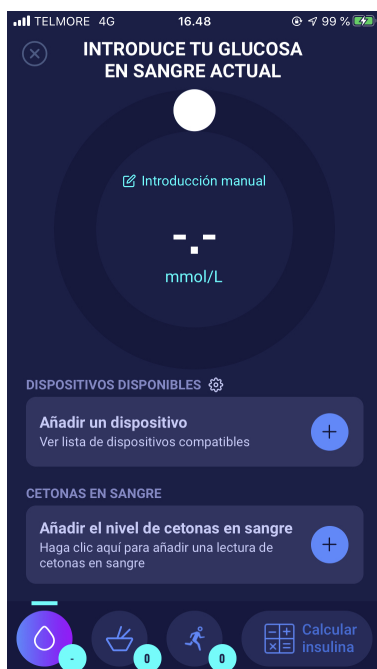 TELMORE 4G 16.48 99 %
INTRODUCE TU GLUCOSA
EN SANGRE ACTUAL
Introducción manual
-.-
mmol/L
DISPOSITIVOS DISPONIBLES
Añadir un dispositivo
Ver lista de dispositivos compatibles
CETONAS EN SANGRE
Añadir el nivel de cetonas en sangre
Haga clic aquí para añadir una lectura de
cetonas en sangre
- 0 0
Calcular
insulina